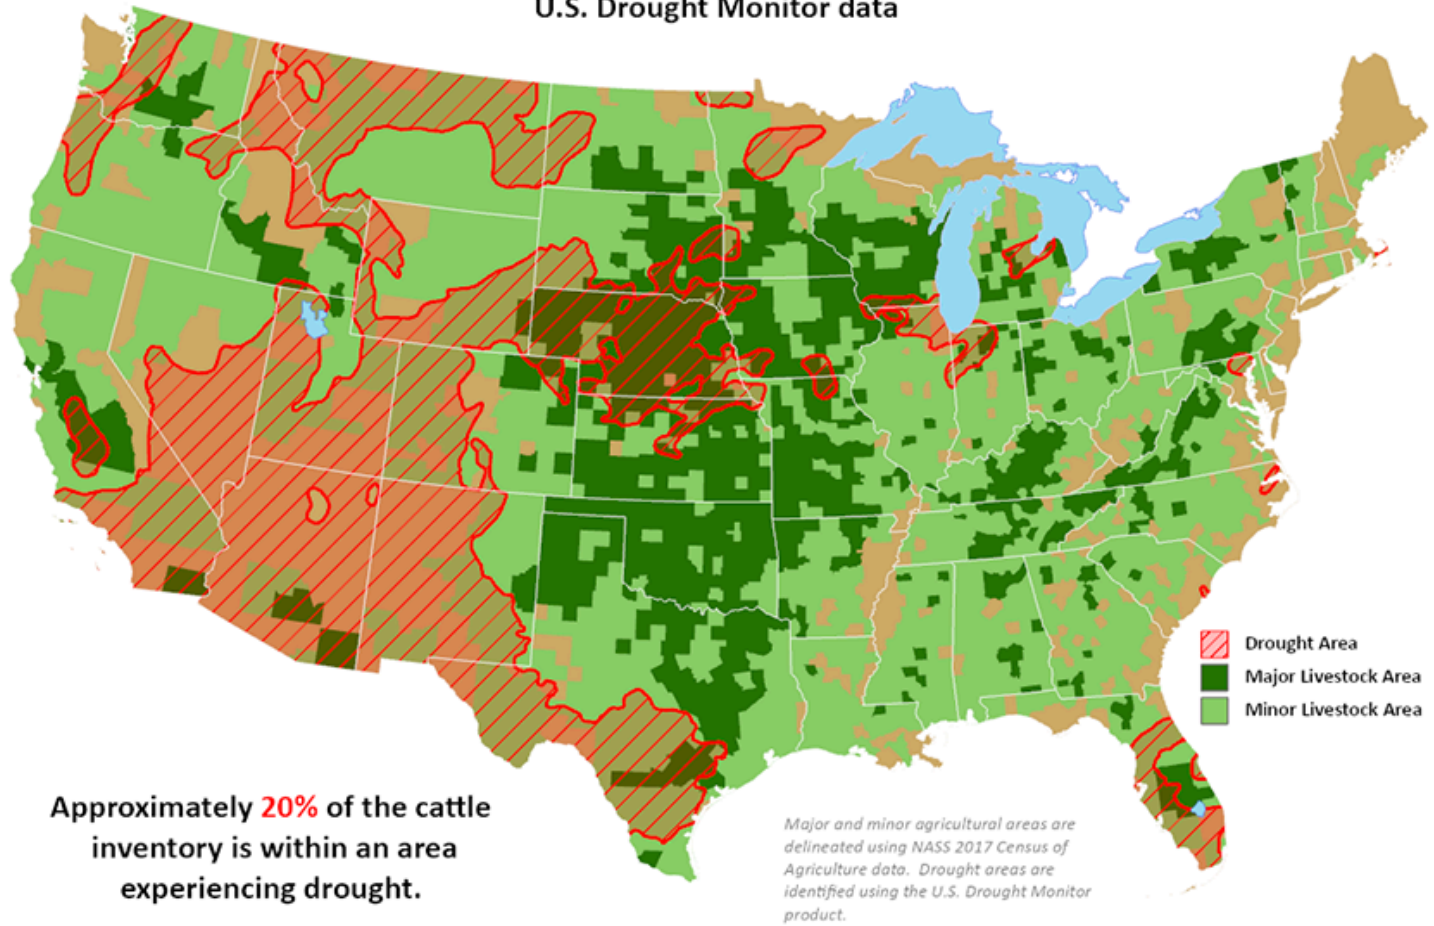 U.S. Drought Monitor data
Drought Area
Major Livestock Area
Minor Livestock Area
Approximately 20% of the cattle
inventory is within an area
experiencing drought.
Major and minor agricultural areas are
delineated using NASS 2017 Census of
Agriculture data.  Drought areas are
identified using the U.S. Drought Monitor
product.